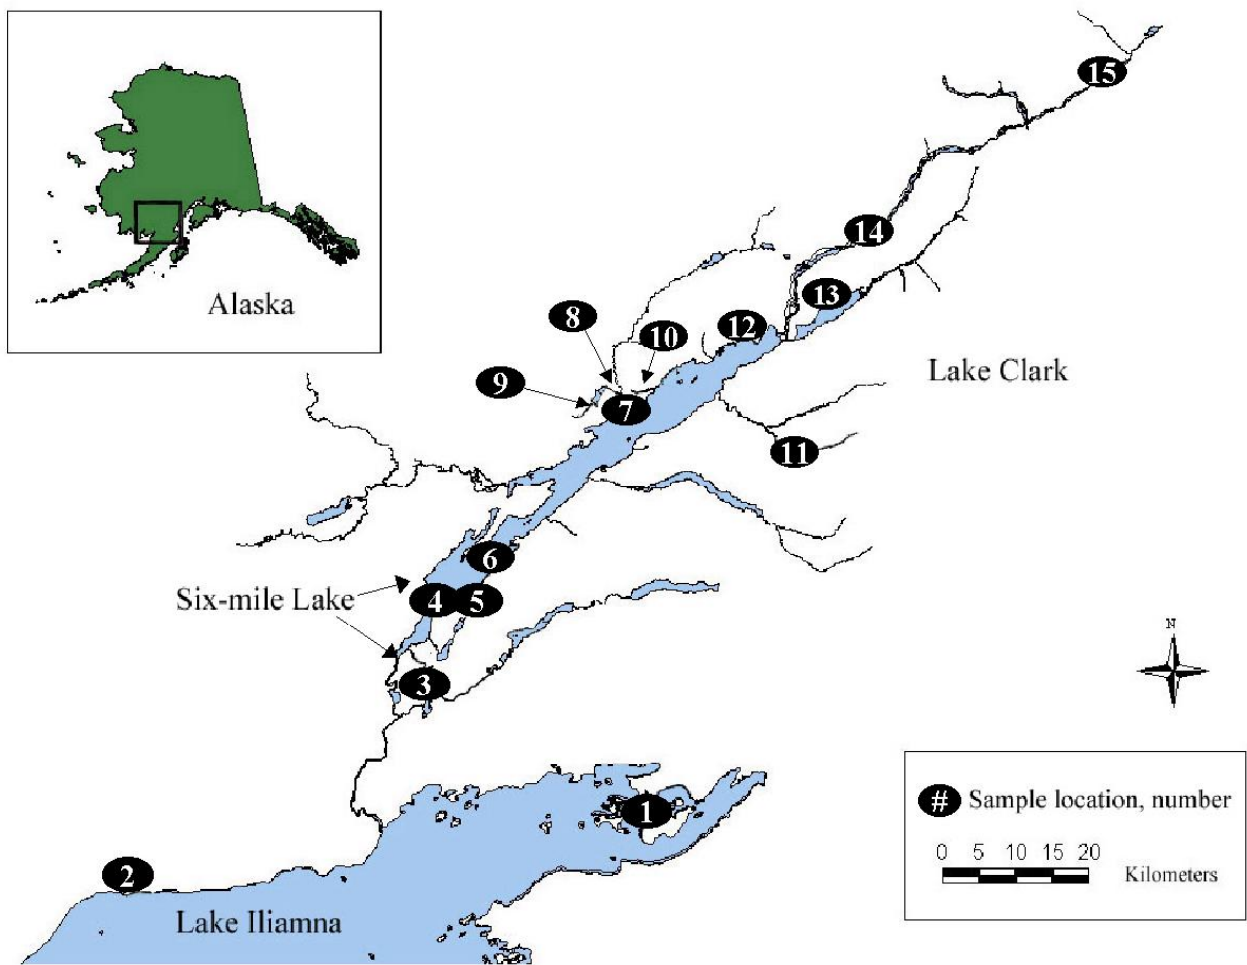 Alaska
15
14
13
12
8
10
9
7
Lake Clark
11
6
Six-mile Lake
4
5
3
N
1
# Sample location, number
0 5 10 15 20
Kilometers
2
Lake Iliamna